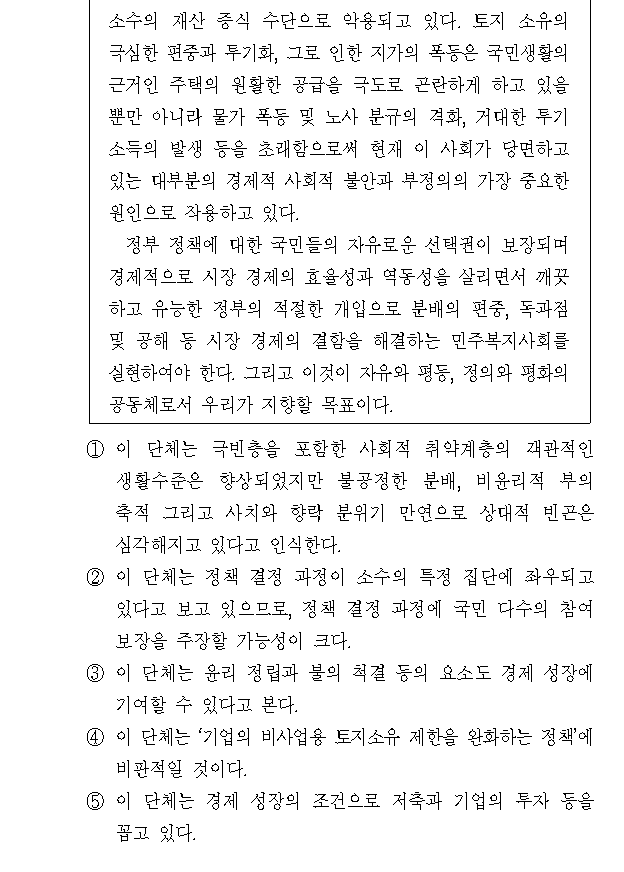 소수의 재산 증식 수단으로 악용되고 있다. 토지 소유의
극심한 편중과 투기화, 그로 인한 지가의 폭등은 국민생활의
근거인 주택의 원활한 공급을 극도로 곤란하게 하고 있을
뿐만 아니라 물가 폭등 및 노사 분규의 격화, 거대한 투기
소득의 발생 등을 초래함으로써 현재 이 사회가 당면하고
있는 대부분의 경제적 사회적 불안과 부정의의 가장 중요한
원인으로 작용하고 있다.
정부 정책에 대한 국민들의 자유로운 선택권이 보장되며
경제적으로 시장 경제의 효율성과 역동성을 살리면서 깨끗
하고 유능한 정부의 적절한 개입으로 분배의 편중, 독과점
및 공해 등 시장 경제의 결함을 해결하는 민주복지사회를
실현하여야 한다. 그리고 이것이 자유와 평등, 정의와 평화의
공동체로서 우리가 지향할 목표이다.
① 이 단체는 극빈층을 포함한 사회적 취약계층의 객관적인
생활수준은 향상되었지만 불공정한 분배, 비윤리적 부의
축적 그리고 사치와 향락 분위기 만연으로 상대적 빈곤은
심각해지고 있다고 인식한다.
② 이 단체는 정책 결정 과정이 소수의 특정 집단에 좌우되고
있다고 보고 있으므로, 정책 결정 과정에 국민 다수의 참여
보장을 주장할 가능성이 크다.
③ 이 단체는 윤리 정립과 불의 척결 등의 요소도 경제 성장에
기여할 수 있다고 본다.
④ 이 단체는 ‘기업의 비사업용 토지소유 제한을 완화하는 정책’에
비판적일 것이다.
⑤ 이 단체는 경제 성장의 조건으로 저축과 기업의 투자 등을
꼽고 있다.